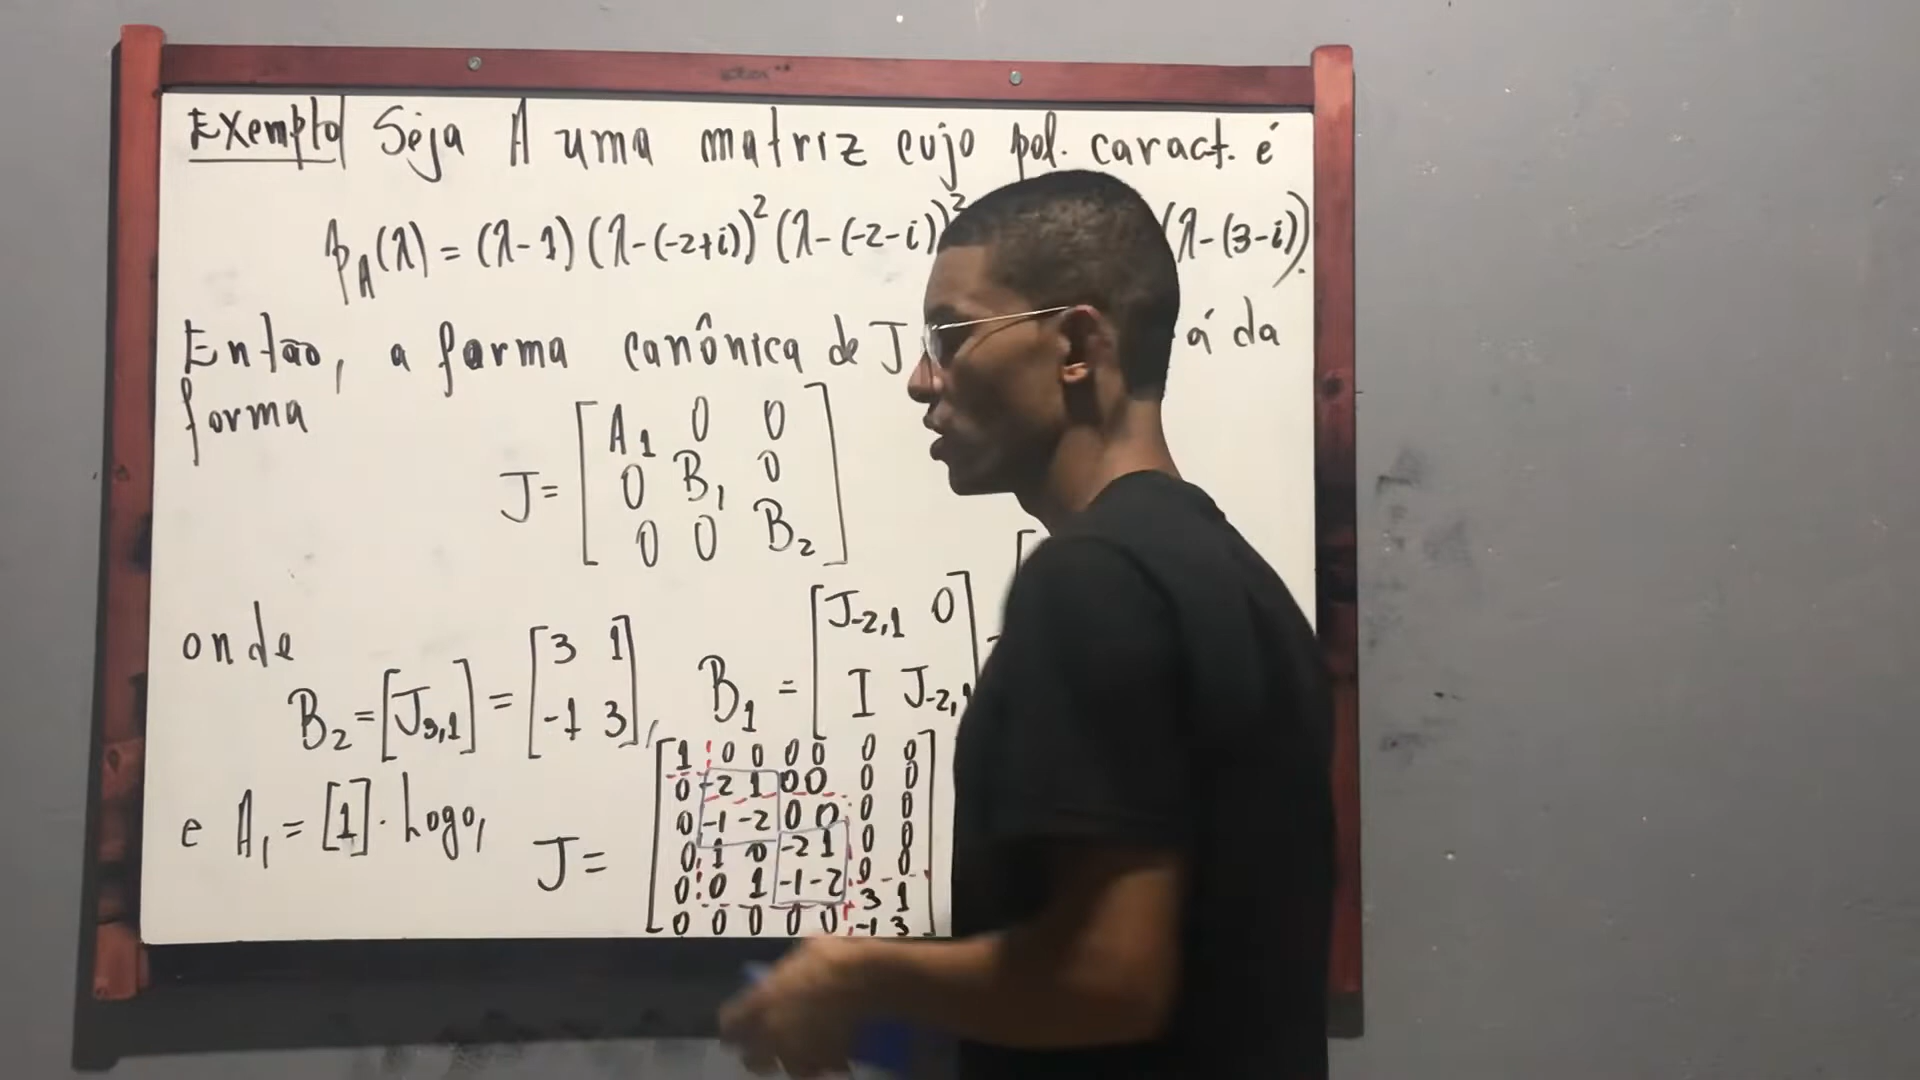 Exemplo Seja A uma matriz cujo pol. caract. é
p_A(λ) = (λ-1) (λ-(-2+i))² (λ-(-2-i))² (λ-(3-i)).
Então, a forma canônica de J á da
forma
J = [ A₁ 0 0
0 B₁ 0
0 0 B₂ ]
onde
B₂ = [J₃,₁] = [ 3 1
-1 3 ],
B₁ = [ J₋₂,₁ 0
I J₋₂,₁
e A₁ = [1]. Logo,
J = [ 1 0 0 0 0 0 0
0 -2 1 0 0 0 0
0 -1 -2 0 0 0 0
0 1 0 -2 1 0 0
0 0 1 -1 -2 0 0
0 0 0 0 0 3 1
-1 3 ]